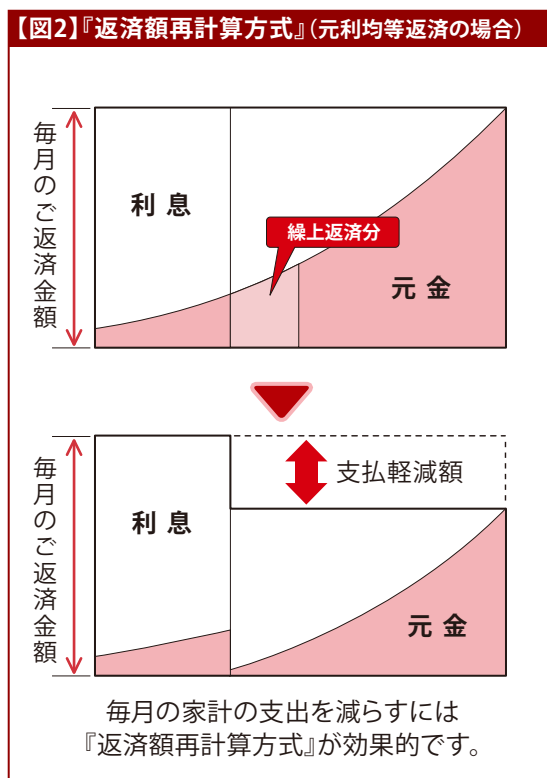 【図2】『返済額再計算方式』(元利均等返済の場合)
毎月のご返済金額
利息
繰上返済分
元金
毎月のご返済金額
支払軽減額
利息
元金
毎月の家計の支出を減らすには
『返済額再計算方式』が効果的です。